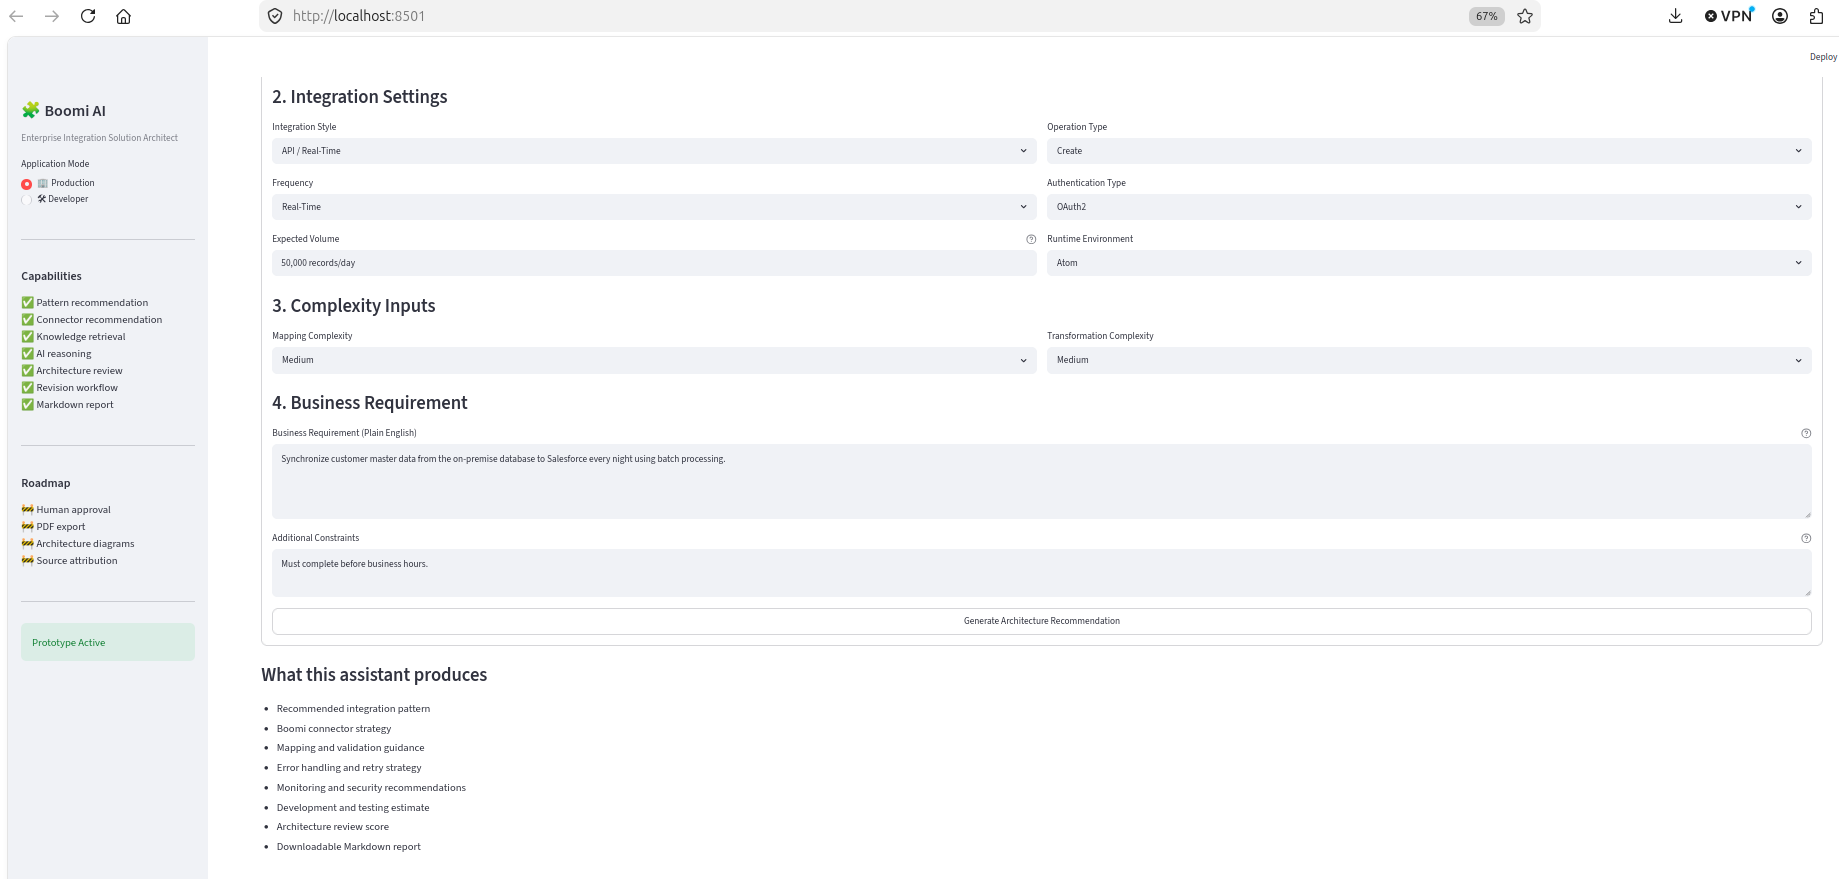 http://localhost:8501
67%
VPN
Deploy
Boomi AI
Enterprise Integration Solution Architect
Application Mode
Production
Developer
Capabilities
Pattern recommendation
Connector recommendation
Knowledge retrieval
AI reasoning
Architecture review
Revision workflow
Markdown report
Roadmap
Human approval
PDF export
Architecture diagrams
Source attribution
Prototype Active
2. Integration Settings
Integration Style
Operation Type
API / Real-Time
Create
Frequency
Authentication Type
Real-Time
OAuth2
Expected Volume
Runtime Environment
50,000 records/day
Atom
3. Complexity Inputs
Mapping Complexity
Transformation Complexity
Medium
Medium
4. Business Requirement
Business Requirement (Plain English)
Synchronize customer master data from the on-premise database to Salesforce every night using batch processing.
Additional Constraints
Must complete before business hours.
Generate Architecture Recommendation
What this assistant produces
• Recommended integration pattern
• Boomi connector strategy
• Mapping and validation guidance
• Error handling and retry strategy
• Monitoring and security recommendations
• Development and testing estimate
• Architecture review score
• Downloadable Markdown report